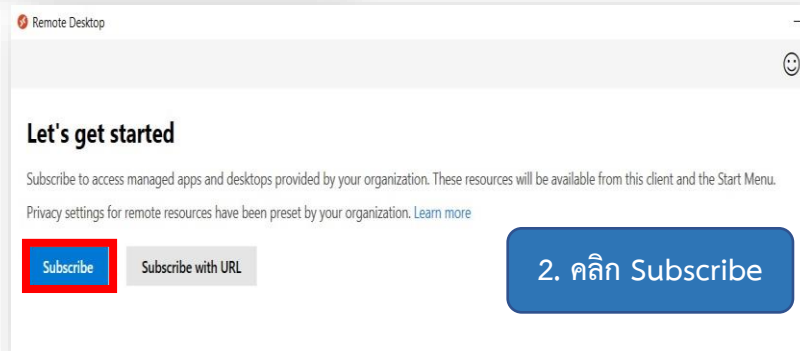 Remote Desktop
Let's get started
Subscribe to access managed apps and desktops provided by your organization. These resources will be available from this client and the Start Menu.
Privacy settings for remote resources have been preset by your organization. Learn more
Subscribe
Subscribe with URL
2. คลิก Subscribe